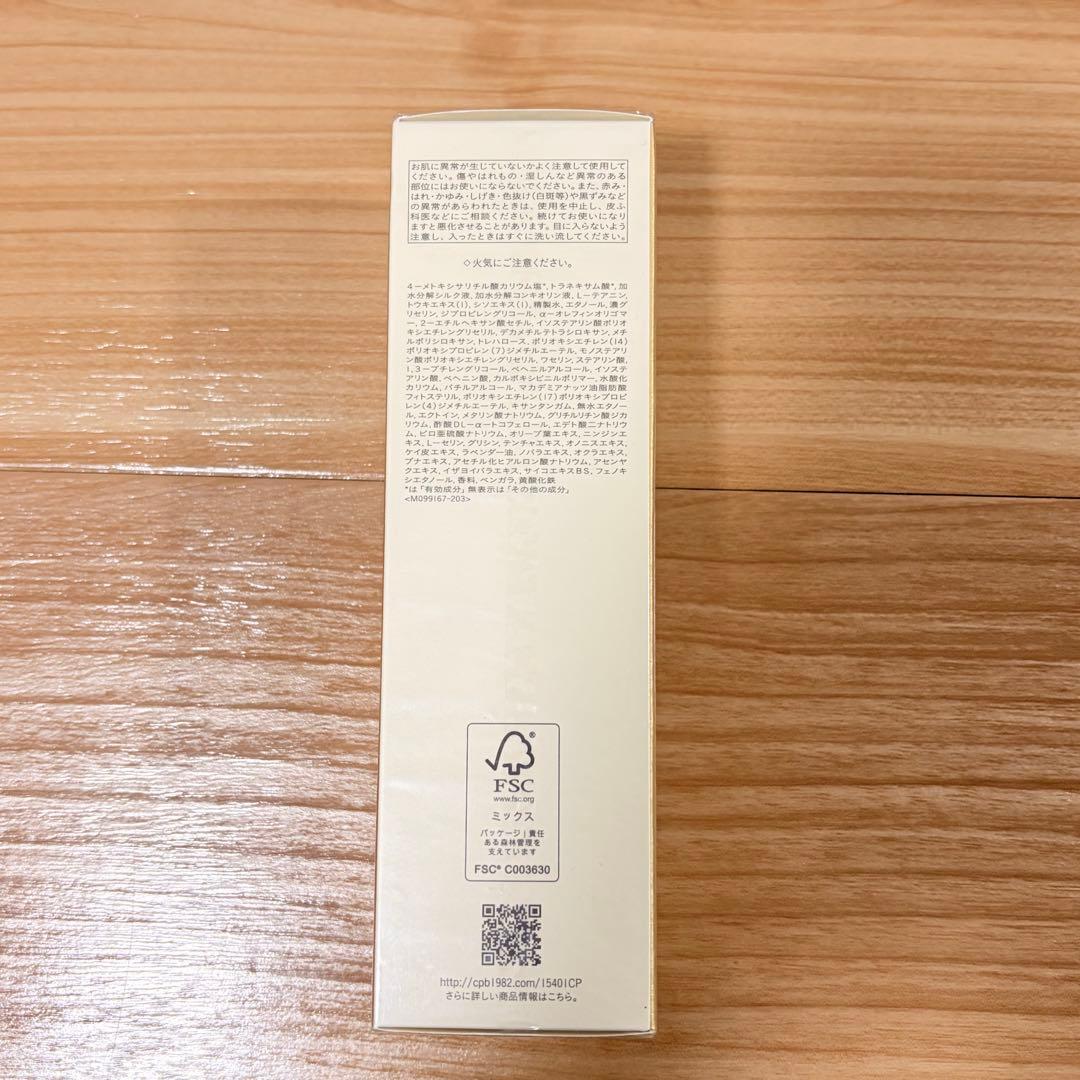 お肌に異常が生じていないかよく注意して使用して
ください。傷やはれもの・湿しんなど異常のある
部位にはお使いにならないでください。また、赤み・
はれ・かゆみ・しげき・色抜け(白斑等)や黒ずみなど
の異常があらわれたときは、使用を中止し、皮ふ
科医などにご相談ください。続けてお使いになり
ますと悪化させることがあります。目に入らないよう
注意し、入ったときはすぐに洗い流してください。
◇火気にご注意ください。
4-メトキシサリチル酸カリウム塩*,トラネキサム酸*,加
水分解シルク液,加水分解コンキオリン液,L-テアニン,
トウキエキス(1),シソエキス(1),精製水,エタノール,濃グ
リセリン,ジプロピレングリコール,α-オレフィンオリゴマ
ー,2-エチルヘキサン酸セチル,イソステアリン酸ポリオ
キシエチレングリセリル,デカメチルテトラシロキサン,メチ
ルポリシロキサン,トレハロース,ポリオキシエチレン(14)
ポリオキシプロピレン(7)ジメチルエーテル,モノステアリ
ン酸ポリオキシエチレングリセリル,ワセリン,ステアリン酸,
1,3-ブチレングリコール,ベヘニルアルコール,イソステ
アリン酸,ベヘニン酸,カルボキシビニルポリマー,水酸化
カリウム,バチルアルコール,マカデミアナッツ油脂肪酸
フィトステリル,ポリオキシエチレン(17)ポリオキシプロピ
レン(4)ジメチルエーテル,キサンタンガム,無水エタノー
ル,エクトイン,メタリン酸ナトリウム,グリチルリチン酸ジカ
リウム,酢酸DL-α-トコフェロール,エデト酸二ナトリウ
ム,ピロ亜硫酸ナトリウム,オリーブ葉エキス,ニンジンエ
キス,L-セリン,グリシン,テンチャエキス,オノニスエキス,
ケイ皮エキス,ラベンダー油,ノバラエキス,オクラエキス,
ブナエキス,アセチル化ヒアルロン酸ナトリウム,アセンヤ
クエキス,イザヨイバラエキス,サイコエキスBS,フェノキ
シエタノール,香料,ベンガラ,黄酸化鉄
*は「有効成分」無表示は「その他の成分」
<M099167-203>
FSC
www.fsc.org
ミックス
パッケージ|責任
ある森林管理を
支えています
FSC® C003630
http://cpb1982.com/15401CP
さらに詳しい商品情報はこちら。